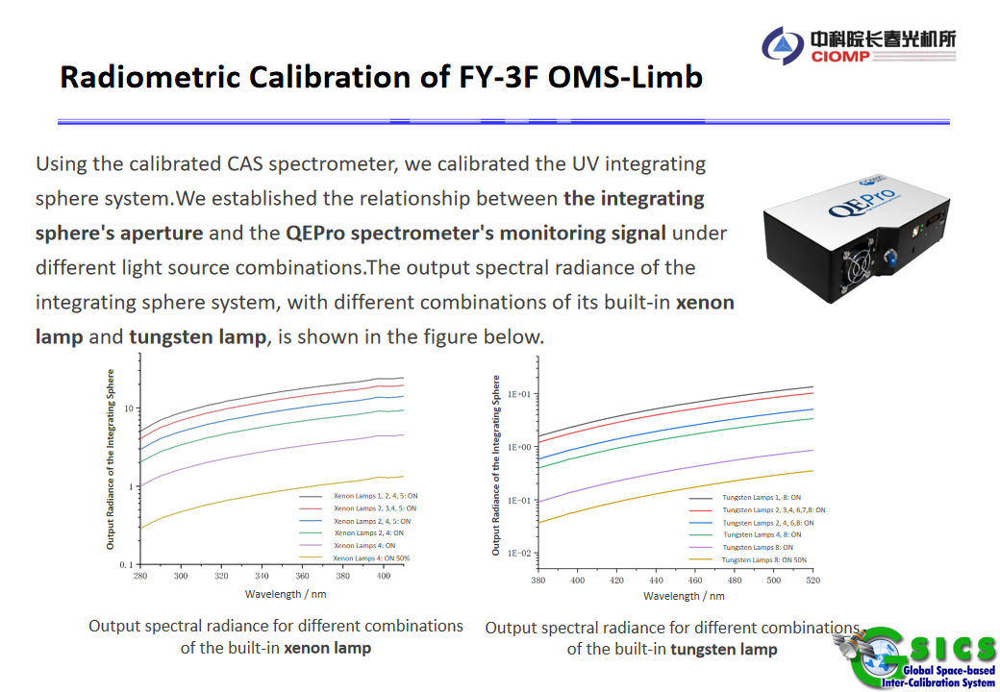 中科院长春光机所
CIOMP
Radiometric Calibration of FY-3F OMS-Limb
Using the calibrated CAS spectrometer, we calibrated the UV integrating
sphere system.We established the relationship between the integrating
sphere's aperture and the QEPro spectrometer's monitoring signal under
different light source combinations.The output spectral radiance of the
integrating sphere system, with different combinations of its built-in xenon
lamp and tungsten lamp, is shown in the figure below.
QEPro
Output Radiance of the Integrating Sphere
10
1
0.1
280 300 320 340 360 380 400
Wavelength / nm
Xenon Lamps 1, 2, 4, 5: ON
Xenon Lamps 2, 3,4, 5: ON
Xenon Lamps 2, 4, 5: ON
Xenon Lamps 2, 4: ON
Xenon Lamps 4: ON
Xenon Lamps 4: ON 50%
Output Radiance of the Integrating Sphere
1E+01
1E+00
1E-01
1E-02
380 400 420 440 460 480 500 520
Wavelength / nm
Tungsten Lamps 1, 8: ON
Tungsten Lamps 2, 3,4, 6,7,8: ON
Tungsten Lamps 2, 4, 6,8: ON
Tungsten Lamps 4, 8: ON
Tungsten Lamps 8: ON
Tungsten Lamps 8: ON 50%
Output spectral radiance for different combinations
of the built-in xenon lamp
Output spectral radiance for different combinations
of the built-in tungsten lamp
GSICS
Global Space-based
Inter-Calibration System